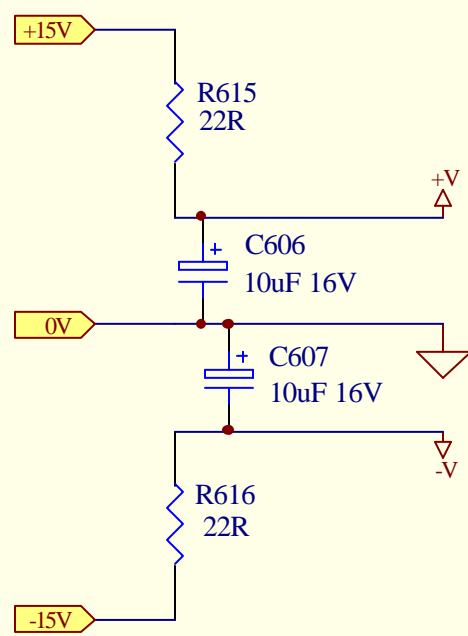 +15V
R615
22R
+V
+
C606
10uF 16V
0V
+
C607
10uF 16V
-V
R616
22R
-15V